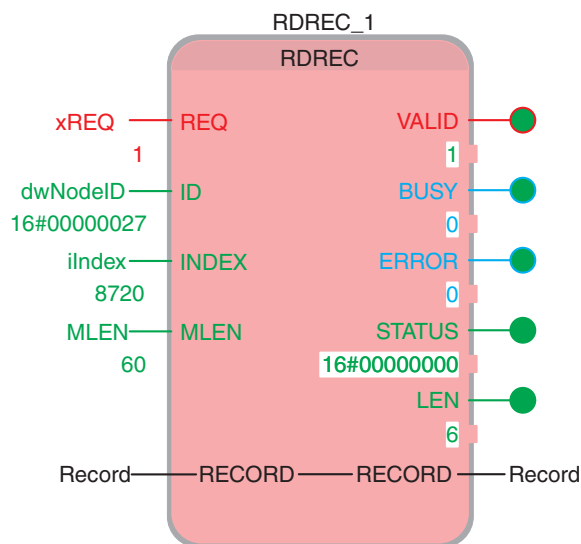 RDREC_1
RDREC
xREQ REQ VALID
1 1
dwNodeID ID BUSY
16#00000027 0
iIndex INDEX ERROR
8720 0
MLEN MLEN STATUS
60 16#00000000
LEN
6
Record RECORD RECORD Record